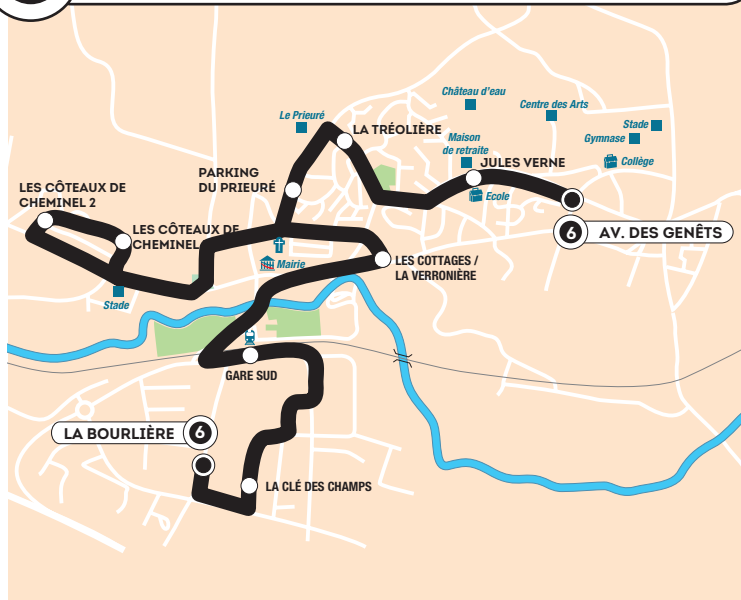 Château d'eau
Centre des Arts
Le Prieuré
Stade
LA TRÉOLIÈRE
Maison
de retraite
Gymnase
Collège
JULES VERNE
PARKING
DU PRIEURÉ
LES CÔTEAUX DE
CHEMINEL 2
Ecole
LES CÔTEAUX DE
CHEMINEL
6 AV. DES GENÊTS
Mairie
LES COTTAGES /
LA VERRONIÈRE
Stade
GARE SUD
LA BOURLIÈRE 6
LA CLÉ DES CHAMPS